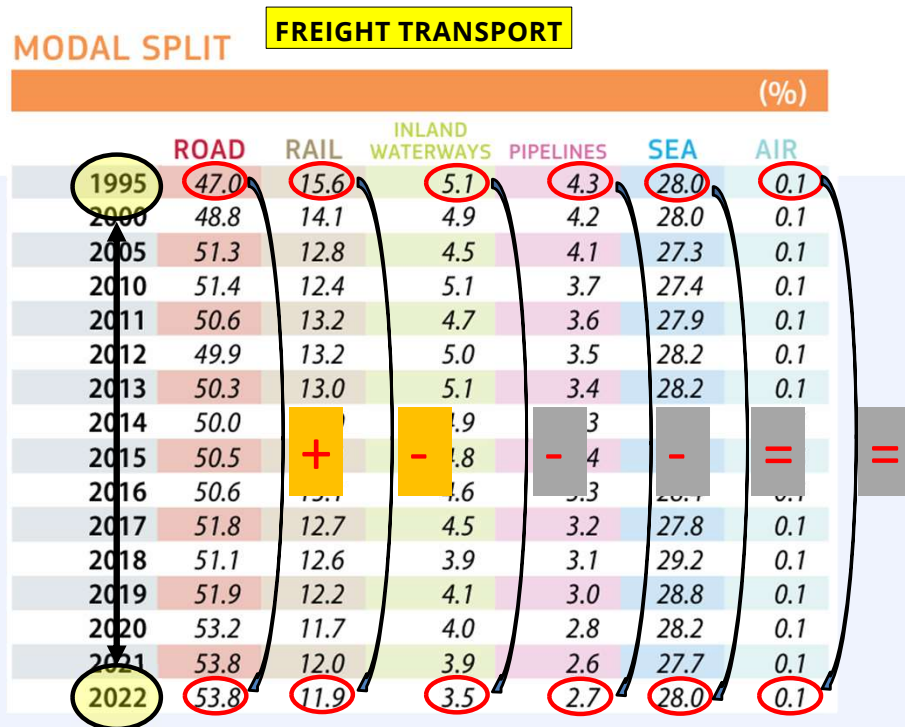 FREIGHT TRANSPORT
MODAL SPLIT
(%)
ROAD RAIL INLAND WATERWAYS PIPELINES SEA AIR
1995 47.0 15.6 5.1 4.3 28.0 0.1
2000 48.8 14.1 4.9 4.2 28.0 0.1
2005 51.3 12.8 4.5 4.1 27.3 0.1
2010 51.4 12.4 5.1 3.7 27.4 0.1
2011 50.6 13.2 4.7 3.6 27.9 0.1
2012 49.9 13.2 5.0 3.5 28.2 0.1
2013 50.3 13.0 5.1 3.4 28.2 0.1
2014 50.0 .9 3
2015 50.5 + - .8 - 4 - = =
2016 50.6 .6 0.1
2017 51.8 12.7 4.5 3.2 27.8 0.1
2018 51.1 12.6 3.9 3.1 29.2 0.1
2019 51.9 12.2 4.1 3.0 28.8 0.1
2020 53.2 11.7 4.0 2.8 28.2 0.1
2021 53.8 12.0 3.9 2.6 27.7 0.1
2022 53.8 11.9 3.5 2.7 28.0 0.1